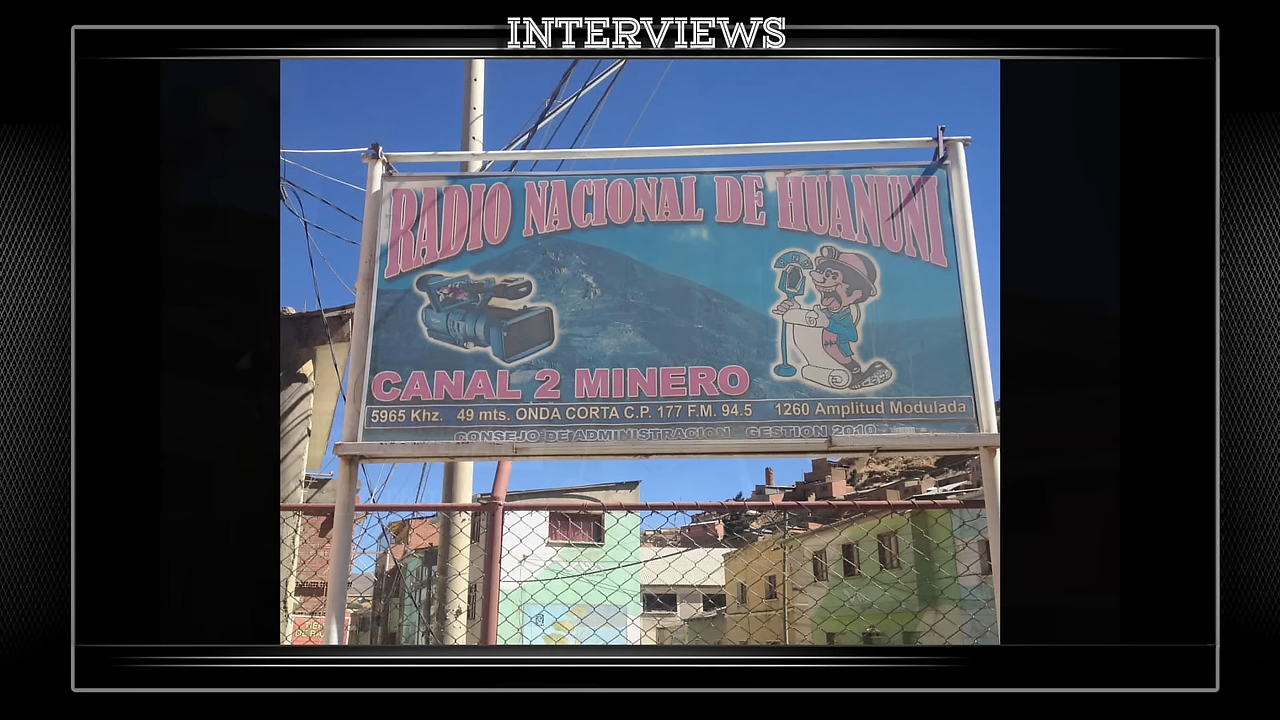 INTERVIEWS
RADIO NACIONAL DE HUANUNI
CANAL 2 MINERO
5965 Khz. 49 mts. ONDA CORTA C.P. 177 F.M. 94.5 1260 Amplitud Modulada
CONSEJO DE ADMINISTRACION GESTION 2010